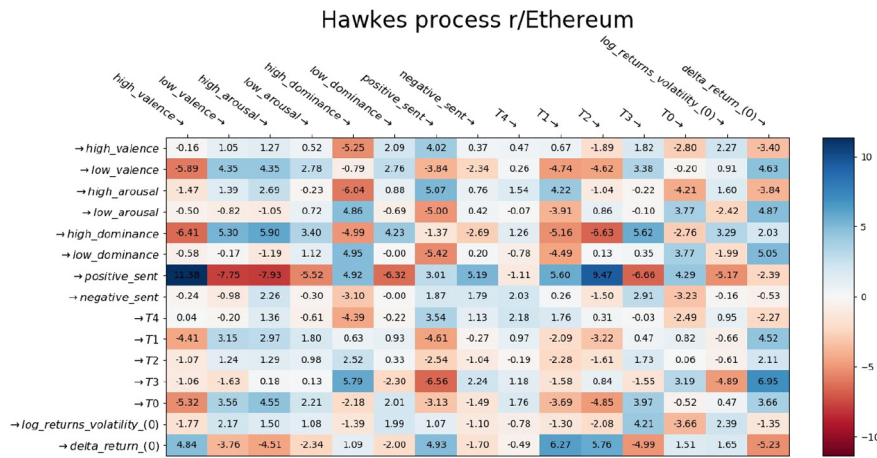 Hawkes process r/Ethereum
high_valence→
low_valence→
high_arousal→
low_arousal→
high_dominance→
low_dominance→
positive_sent→
negative_sent→
T4→
T1→
T2→
T3→
T0→
log_returns_volatility_(0)→
delta_return_(0)→
→high_valence -0.16 1.05 1.27 0.52 -5.25 2.09 4.02 0.37 0.47 0.67 -1.89 1.82 -2.80 2.27 -3.40
→low_valence -5.89 4.35 4.35 2.78 -0.79 2.76 -3.84 -2.34 0.26 -4.74 -4.62 3.38 -0.20 0.91 4.63
→high_arousal -1.47 1.39 2.69 -0.23 -6.04 0.88 5.07 0.76 1.54 4.22 -1.04 -0.22 -4.21 1.60 -3.84
→low_arousal -0.50 -0.82 -1.05 0.72 4.86 -0.69 -5.00 0.42 -0.07 -3.91 0.86 -0.10 3.77 -2.42 4.87
→high_dominance -6.41 5.30 5.90 3.40 -4.99 4.23 -1.37 -2.69 1.26 -5.16 -6.63 5.62 -2.76 3.29 2.03
→low_dominance -0.58 -0.17 -1.19 1.12 4.95 -0.00 -5.42 0.20 -0.78 -4.49 0.13 0.35 3.34 -1.99 5.05
→positive_sent 11.38 -7.75 -7.93 -5.52 4.92 -6.32 3.01 5.19 -1.11 5.60 9.47 -6.66 4.29 -5.17 -2.39
→negative_sent -0.24 -0.98 2.26 -0.30 -3.10 -0.00 1.87 1.79 2.03 0.26 -1.50 2.91 -3.23 -0.16 -0.53
→T4 0.04 -0.20 1.36 -0.61 -4.39 -0.22 3.54 1.13 2.18 1.76 0.31 -0.03 -2.49 0.95 -2.27
→T1 -4.41 3.15 2.97 1.80 0.63 0.93 -4.61 -0.27 0.97 -2.09 -3.22 0.47 0.82 -0.61 4.52
→T2 -1.07 1.24 1.29 0.98 2.52 0.33 -2.54 -1.04 -0.19 -2.28 -1.61 1.73 0.06 -0.61 2.11
→T3 -1.06 -1.63 0.18 0.13 5.79 -2.30 -6.56 2.24 1.18 -1.58 0.84 -1.55 3.19 -4.89 6.95
→T0 -5.32 3.56 4.55 2.21 -2.18 2.01 -3.13 -1.49 1.76 -3.69 -4.85 3.97 -0.52 0.47 3.66
→log_returns_volatility_(0) -1.77 2.17 1.50 1.08 -1.39 1.99 1.07 -1.10 0.18 -1.30 -2.08 4.21 -3.66 2.39 -1.35
→delta_return_(0) 4.84 -3.76 -4.51 -2.34 1.09 -2.00 4.93 -1.70 -0.49 6.27 5.76 -4.99 1.51 1.65 -5.23
10
5
0
−5
−10